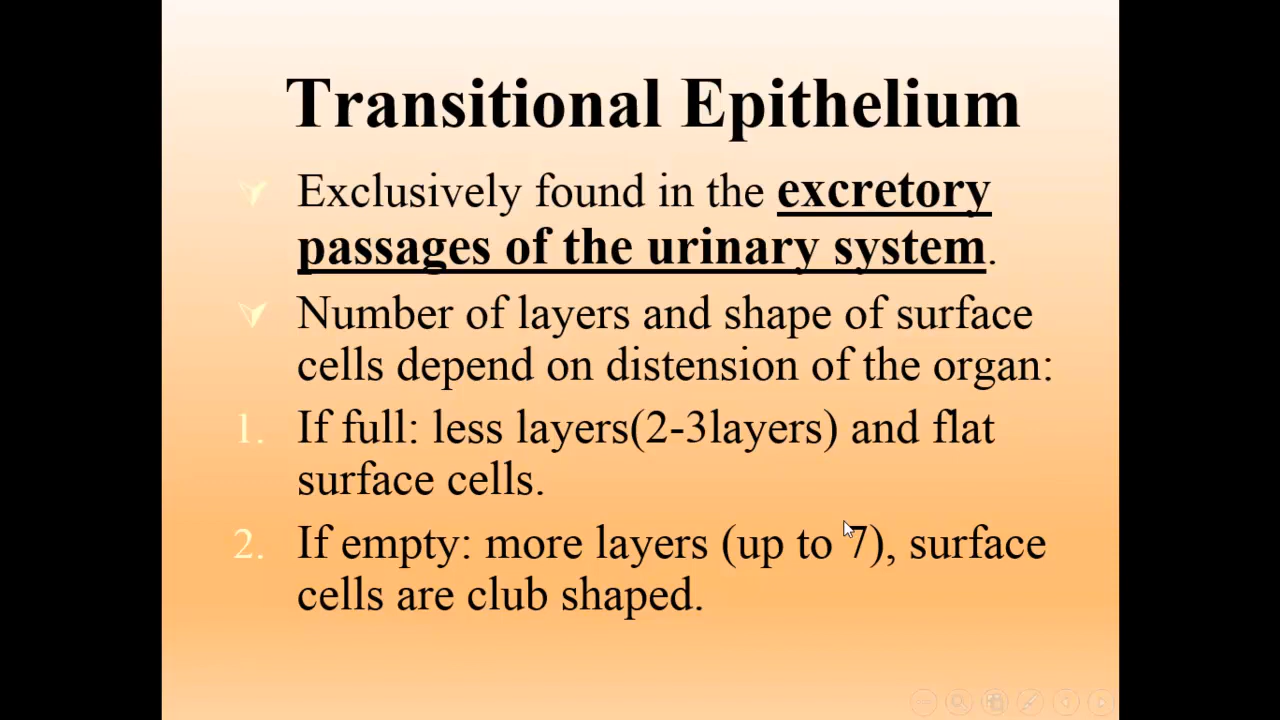 Transitional Epithelium
Exclusively found in the excretory
passages of the urinary system.
Number of layers and shape of surface
cells depend on distension of the organ:
1. If full: less layers(2-3layers) and flat
surface cells.
2. If empty: more layers (up to 7), surface
cells are club shaped.